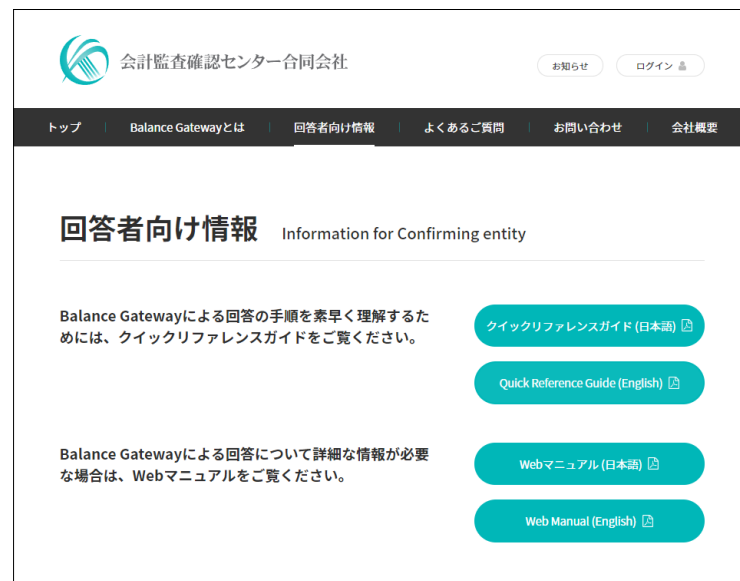 会計監査確認センター合同会社
お知らせ
ログイン
トップ
Balance Gatewayとは
回答者向け情報
よくあるご質問
お問い合わせ
会社概要
回答者向け情報 Information for Confirming entity
Balance Gatewayによる回答の手順を素早く理解するた
めには、クイックリファレンスガイドをご覧ください。
クイックリファレンスガイド (日本語)
Quick Reference Guide (English)
Balance Gatewayによる回答について詳細な情報が必要
な場合は、Webマニュアルをご覧ください。
Webマニュアル (日本語)
Web Manual (English)